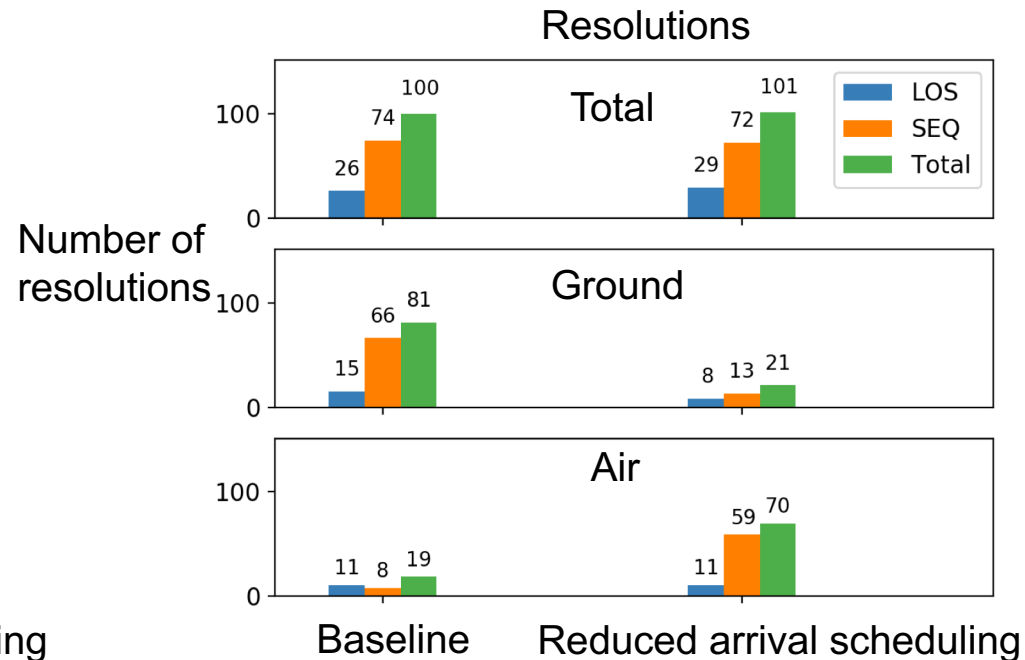 Resolutions
Total
100
0
26
74
100
29
72
101
LOS
SEQ
Total
Number of
resolutions
Ground
100
0
15
66
81
8
13
21
Air
100
0
11
8
19
11
59
70
ing
Baseline
Reduced arrival scheduling